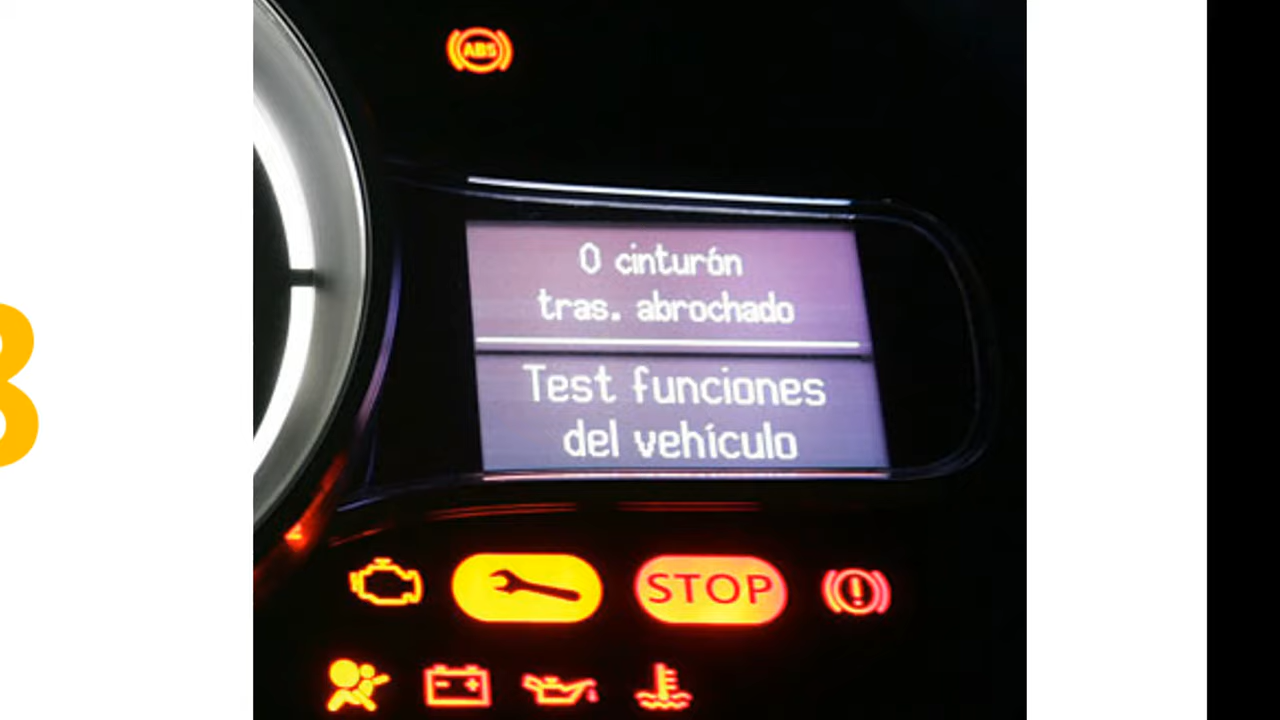 ABS
0 cinturón
tras. abrochado
Test funciones
del vehículo
STOP